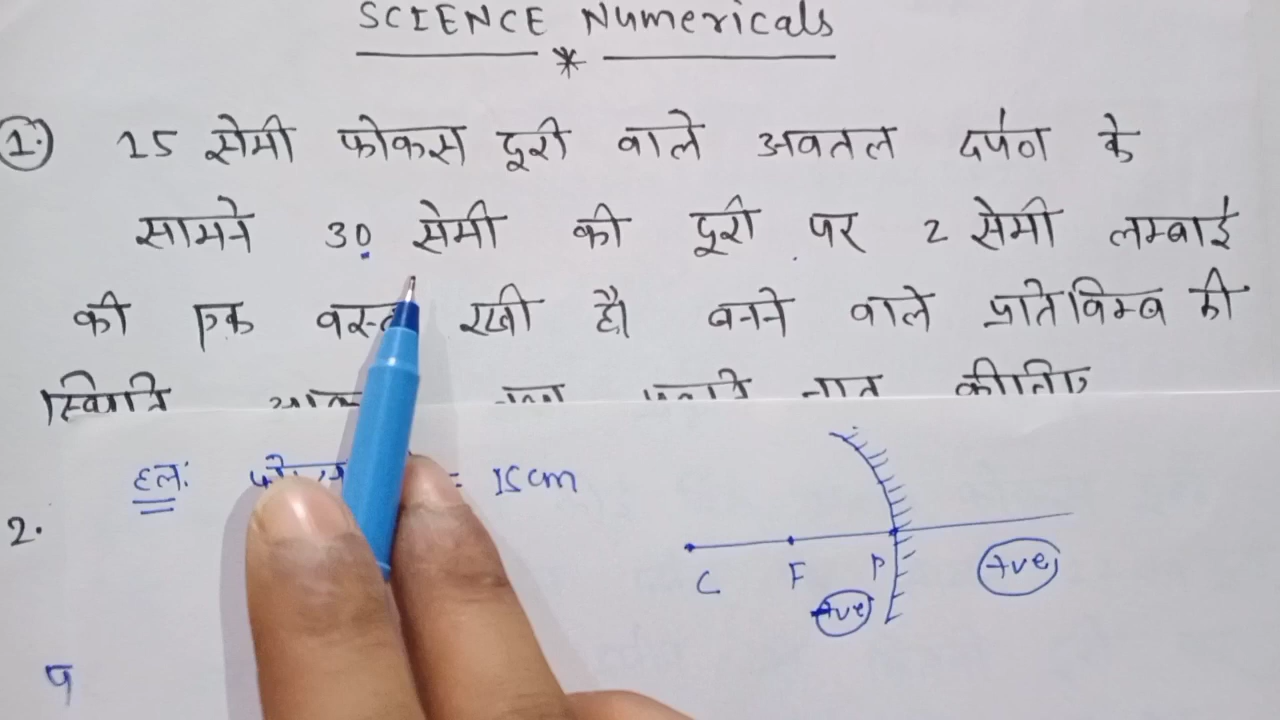 SCIENCE Numericals
*
1. 15 सेमी फोकस दूरी वाले अवतल दर्पण के
सामने 30 सेमी की दूरी पर 2 सेमी लम्बाई
की एक वस्तु रखी है। बनने वाले प्रतिविम्ब की
स्थिति कीजिए
हल: = 15cm
2.
C F P +ve
+ve
प